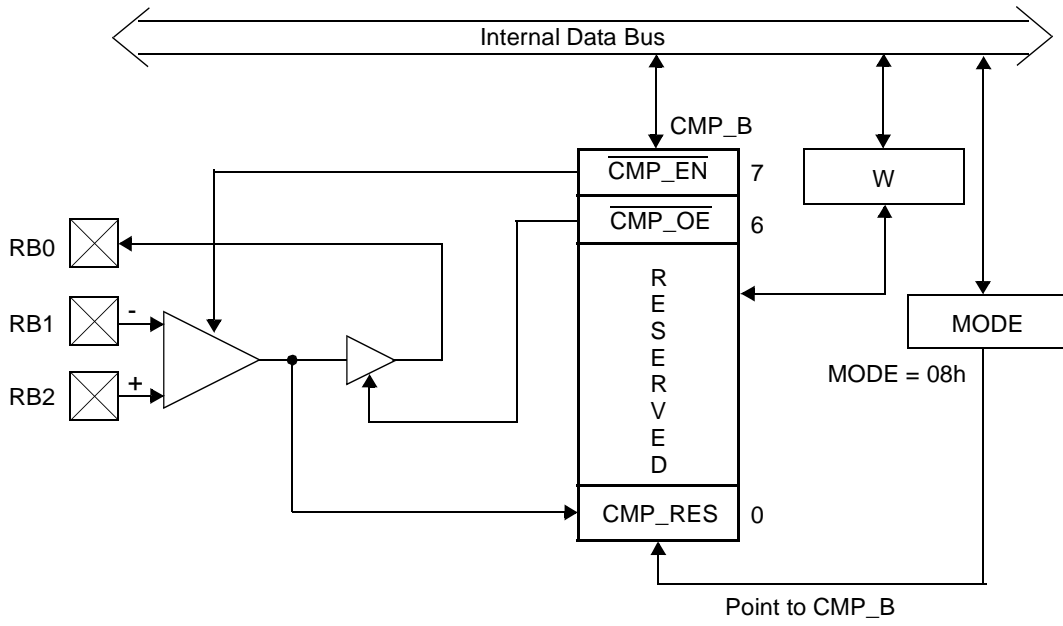 Internal Data Bus
CMP_B
CMP_EN 7
W
CMP_OE 6
RB0
R
E
S
E
R
V
E
D
RB1 -
MODE
MODE = 08h
RB2 +
CMP_RES 0
Point to CMP_B